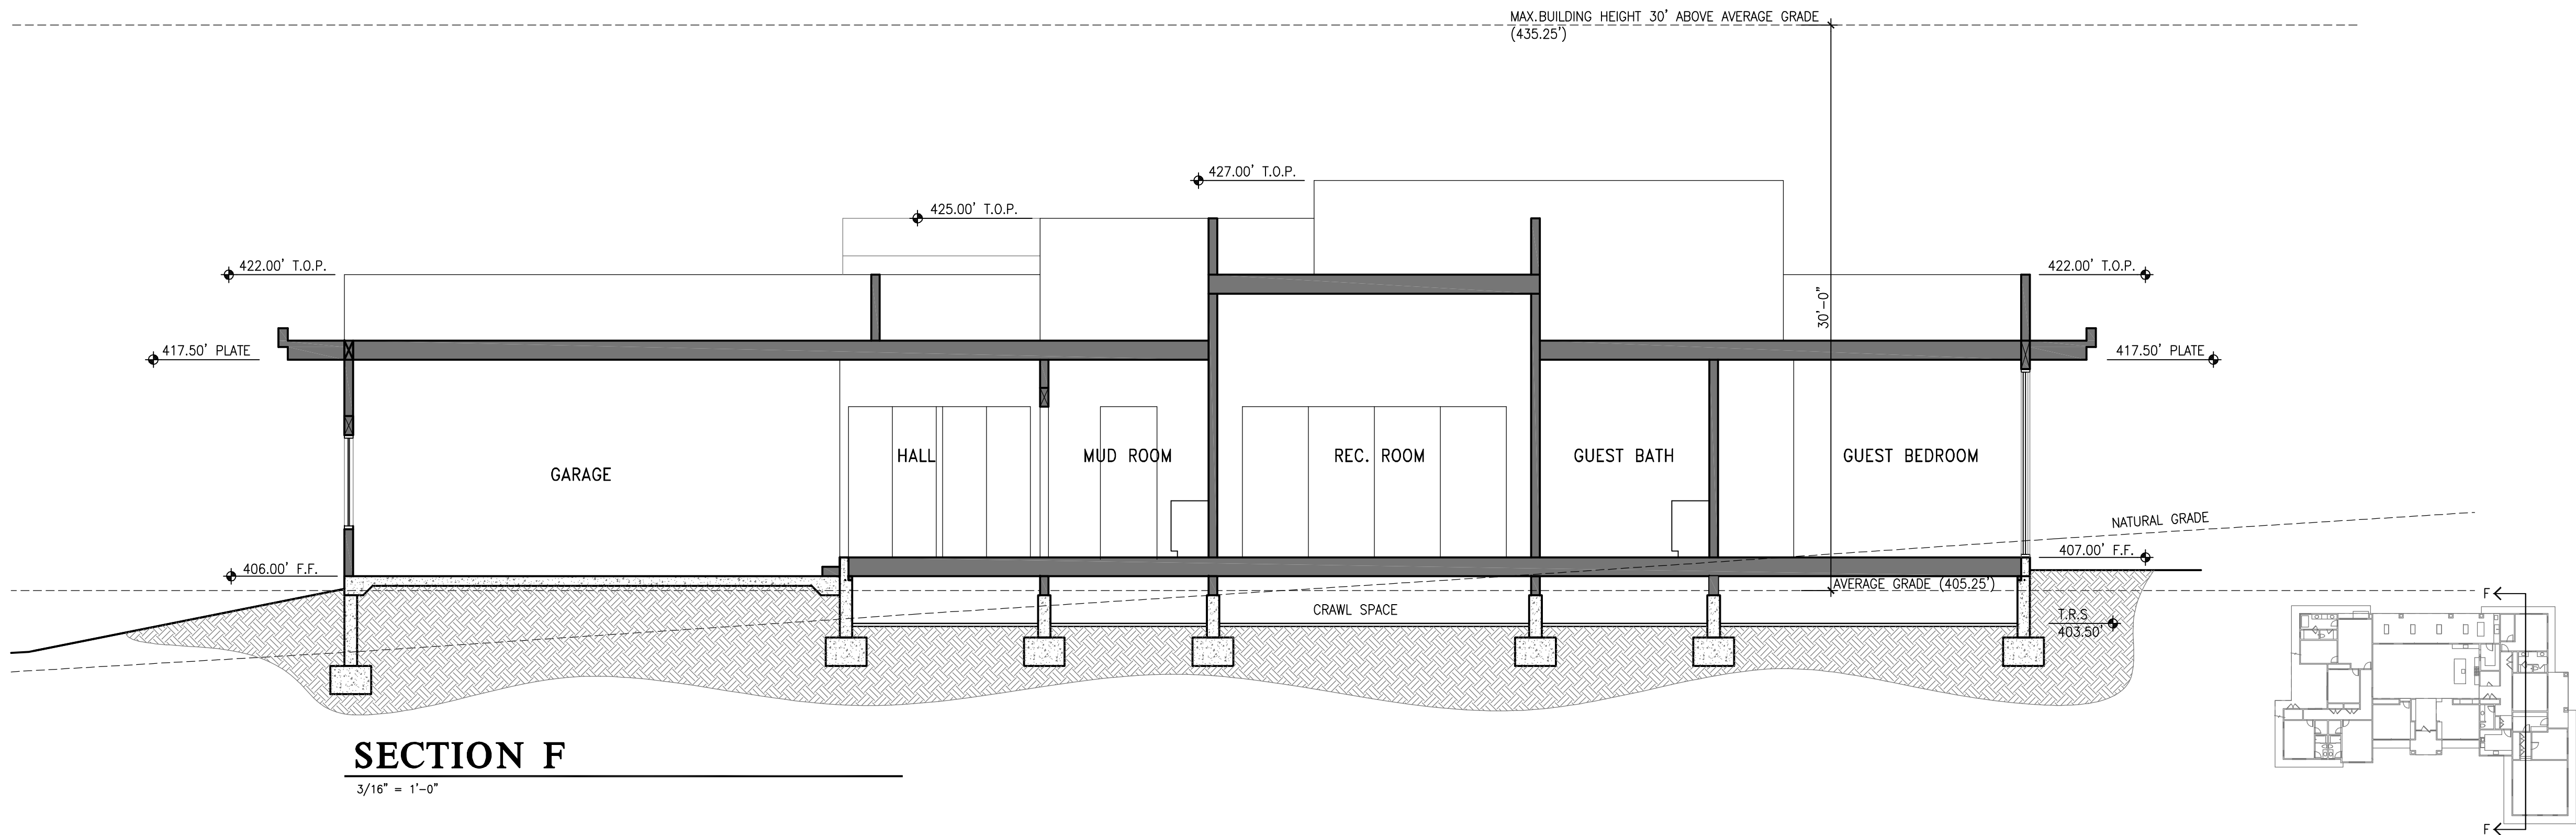 MAX.BUILDING HEIGHT 30' ABOVE AVERAGE GRADE
(435.25')
427.00' T.O.P.
425.00' T.O.P.
422.00' T.O.P.
422.00' T.O.P.
30'-0"
417.50' PLATE
417.50' PLATE
GARAGE
HALL
MUD ROOM
REC. ROOM
GUEST BATH
GUEST BEDROOM
NATURAL GRADE
406.00' F.F.
407.00' F.F.
AVERAGE GRADE (405.25')
CRAWL SPACE
T.R.S
403.50'
F
F
SECTION F
3/16" = 1'-0"